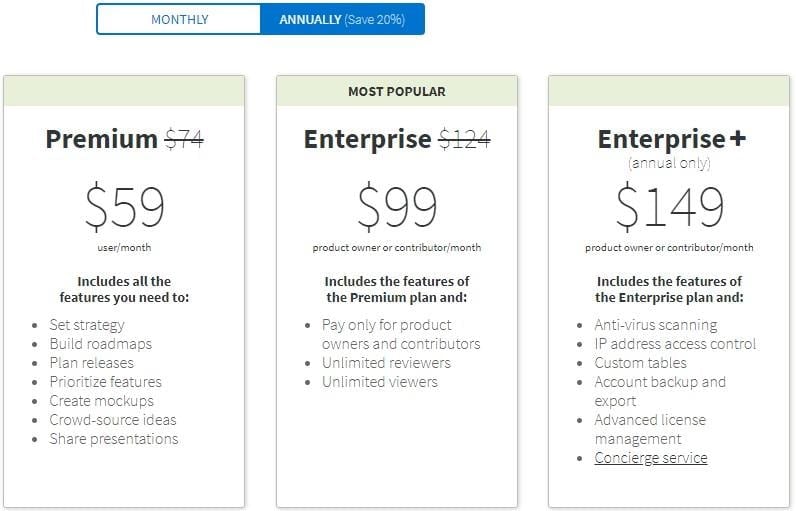 MONTHLY
ANNUALLY (Save 20%)
Premium $74
$59
user/month
Includes all the
features you need to:
• Set strategy
• Build roadmaps
• Plan releases
• Prioritize features
• Create mockups
• Crowd-source ideas
• Share presentations
MOST POPULAR
Enterprise $124
$99
product owner or contributor/month
Includes the features of
the Premium plan and:
• Pay only for product
owners and contributors
• Unlimited reviewers
• Unlimited viewers
Enterprise+
(annual only)
$149
product owner or contributor/month
Includes the features of
the Enterprise plan and:
• Anti-virus scanning
• IP address access control
• Custom tables
• Account backup and
export
• Advanced license
management
• Concierge service